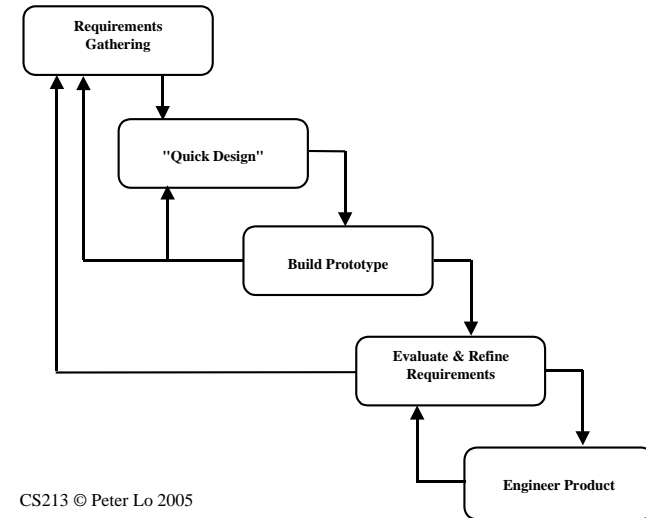 Requirements
Gathering
"Quick Design"
Build Prototype
Evaluate & Refine
Requirements
Engineer Product
CS213 © Peter Lo 2005